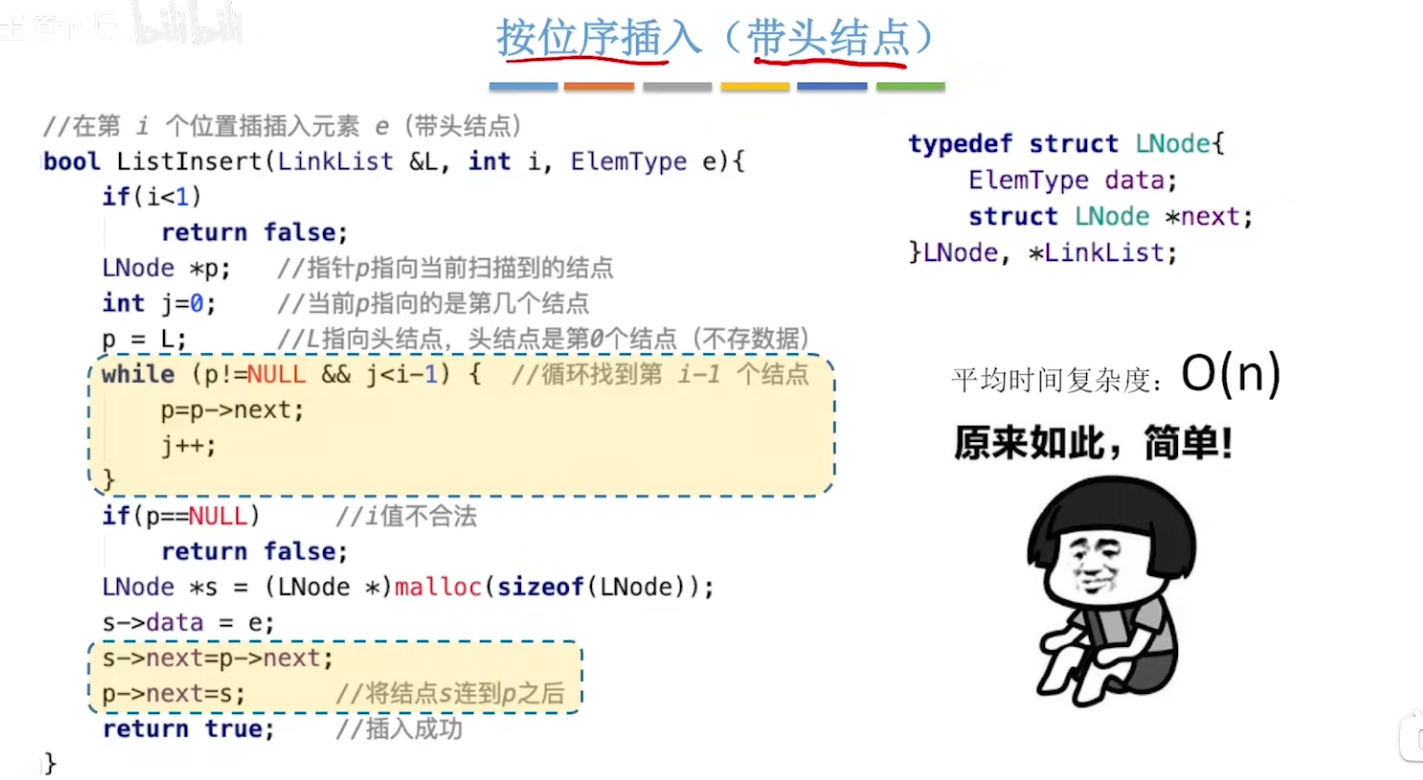 bilibili
按位序插入（带头结点）
//在第 i 个位置插插入元素 e（带头结点）
bool ListInsert(LinkList &L, int i, ElemType e){
if(i<1)
return false;
LNode *p; //指针p指向当前扫描到的结点
int j=0; //当前p指向的是第几个结点
p = L; //L指向头结点，头结点是第0个结点（不存数据）
while (p!=NULL && j<i-1) { //循环找到第 i-1 个结点
p=p->next;
j++;
}
if(p==NULL) //i值不合法
return false;
LNode *s = (LNode *)malloc(sizeof(LNode));
s->data = e;
s->next=p->next;
p->next=s; //将结点s连到p之后
return true; //插入成功
}
typedef struct LNode{
ElemType data;
struct LNode *next;
}LNode, *LinkList;
平均时间复杂度：O(n)
原来如此，简单!